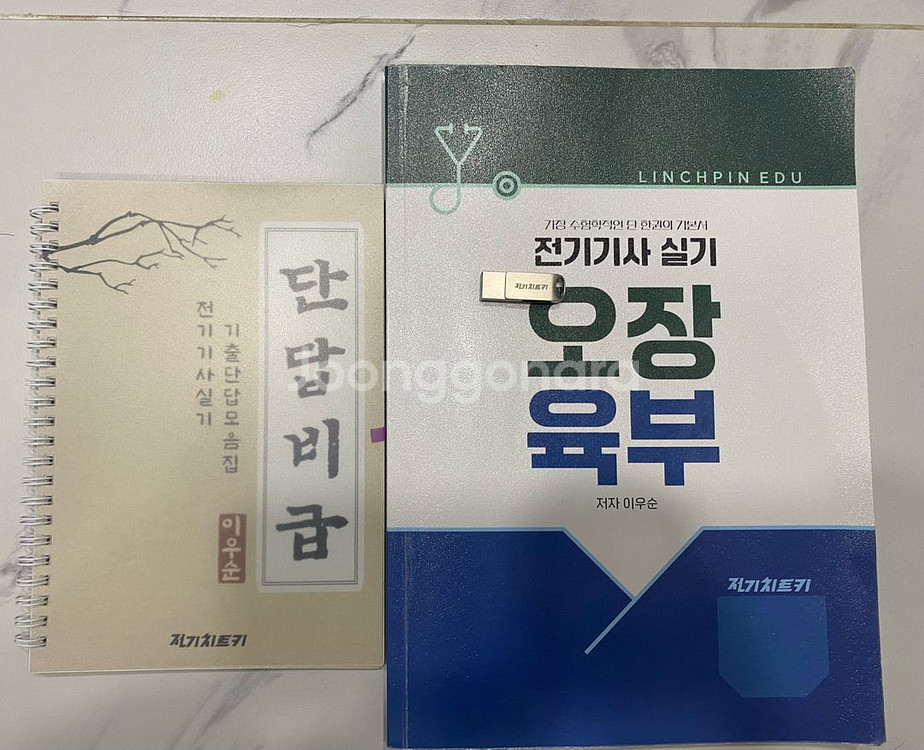 단답비급
기출단답모음집
전기기사실기
이우순
전기치트키
LINCHPIN EDU
가장 수험학적인 단 한권의 기본서
전기기사 실기
전기치트키
오장
육부
저자 이우순
전기치트키
Joonggonara